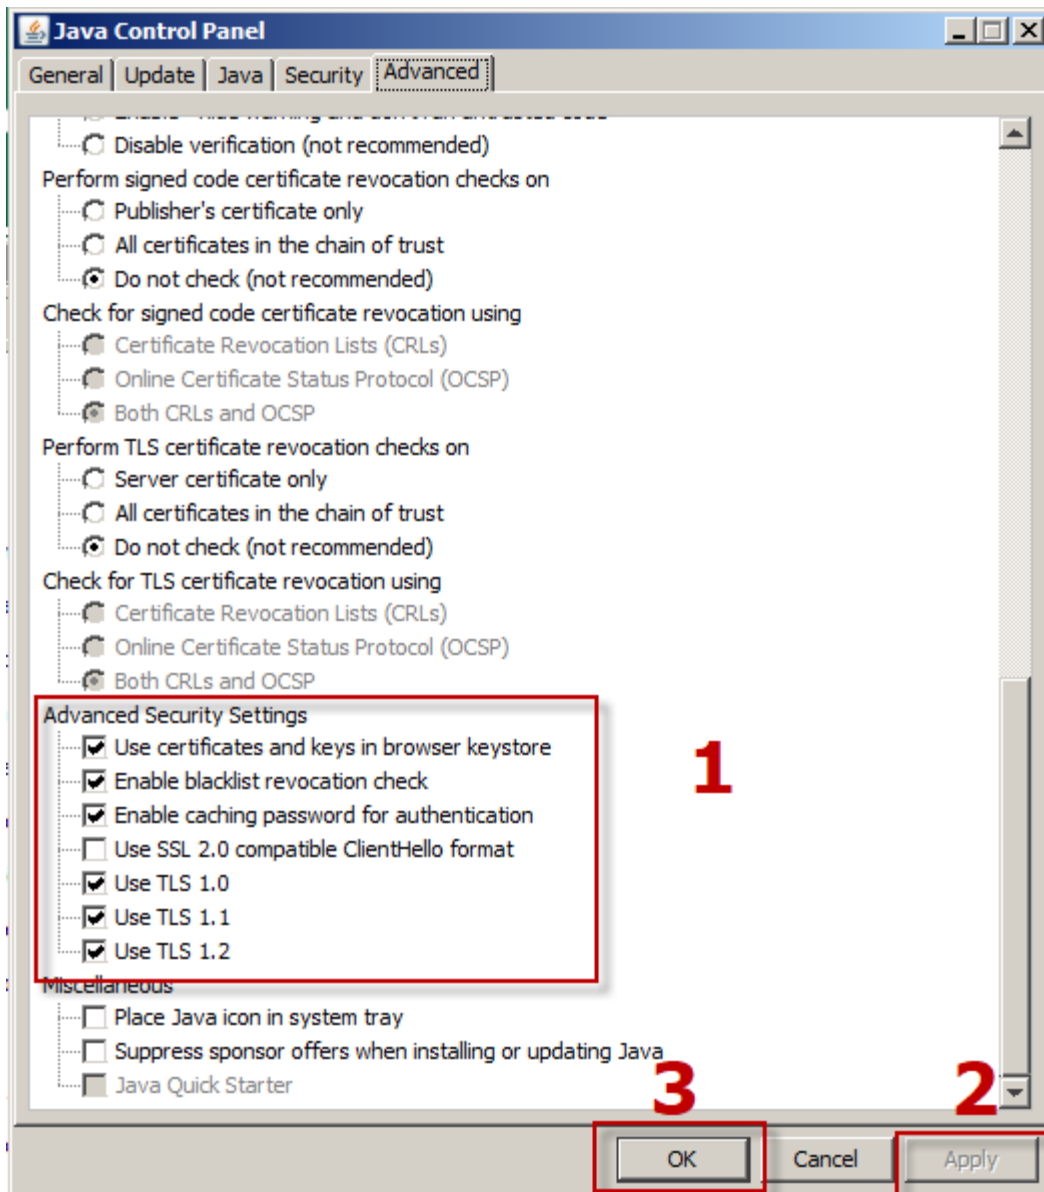 Java Control Panel
General Update Java Security Advanced
Disable verification (not recommended)
Perform signed code certificate revocation checks on
Publisher's certificate only
All certificates in the chain of trust
Do not check (not recommended)
Check for signed code certificate revocation using
Certificate Revocation Lists (CRLs)
Online Certificate Status Protocol (OCSP)
Both CRLs and OCSP
Perform TLS certificate revocation checks on
Server certificate only
All certificates in the chain of trust
Do not check (not recommended)
Check for TLS certificate revocation using
Certificate Revocation Lists (CRLs)
Online Certificate Status Protocol (OCSP)
Both CRLs and OCSP
Advanced Security Settings
Use certificates and keys in browser keystore
1
Enable blacklist revocation check
Enable caching password for authentication
Use SSL 2.0 compatible ClientHello format
Use TLS 1.0
Use TLS 1.1
Use TLS 1.2
Miscellaneous
Place Java icon in system tray
Suppress sponsor offers when installing or updating Java
Java Quick Starter
3 2
OK Cancel Apply